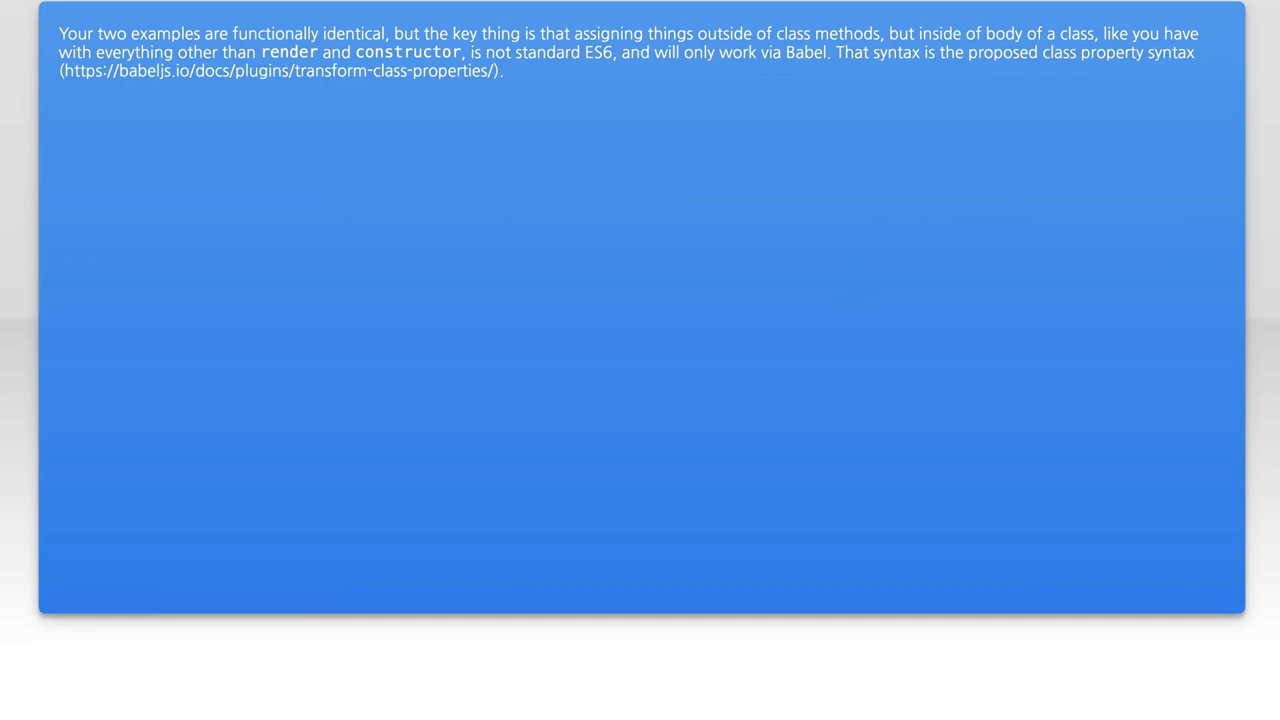 Your two examples are functionally identical, but the key thing is that assigning things outside of class methods, but inside of body of a class, like you have
with everything other than render and constructor, is not standard ES6, and will only work via Babel. That syntax is the proposed class property syntax
(https://babeljs.io/docs/plugins/transform-class-properties/).